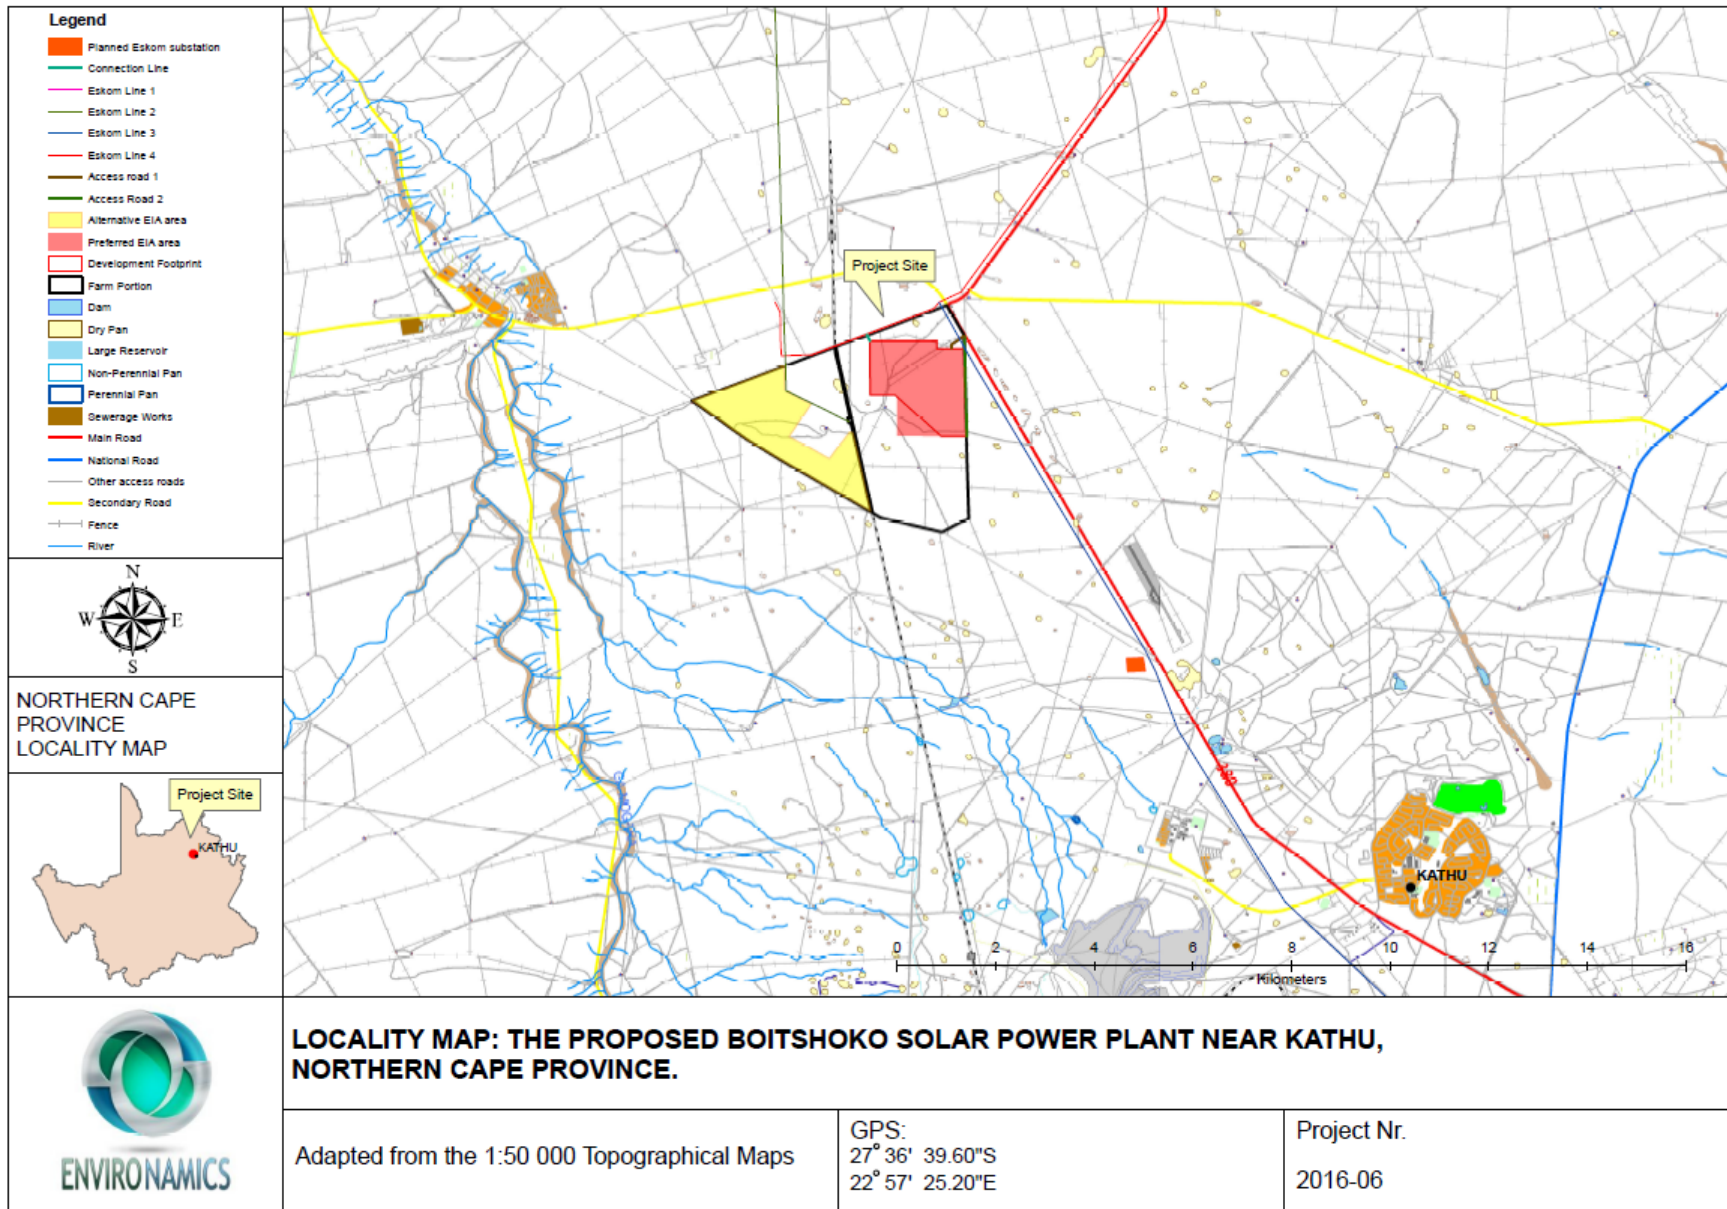 Legend
Planned Eskom substation
Connection Line
Eskom Line 1
Eskom Line 2
Eskom Line 3
Eskom Line 4
Access road 1
Access Road 2
Alternative EIA area
Preferred EIA area
Development Footprint
Farm Portion
Dam
Dry Pan
Large Reservoir
Non-Perennial Pan
Perennial Pan
Sewerage Works
Main Road
National Road
Other access roads
Secondary Road
Fence
River
N
W E
S
NORTHERN CAPE
PROVINCE
LOCALITY MAP
Project Site
KATHU
Project Site
380
KATHU
0 2 4 6 8 10 12 14 16
Kilometers
ENVIRONAMICS
LOCALITY MAP: THE PROPOSED BOITSHOKO SOLAR POWER PLANT NEAR KATHU,
NORTHERN CAPE PROVINCE.
Adapted from the 1:50 000 Topographical Maps
GPS:
27° 36' 39.60"S
22° 57' 25.20"E
Project Nr.
2016-06